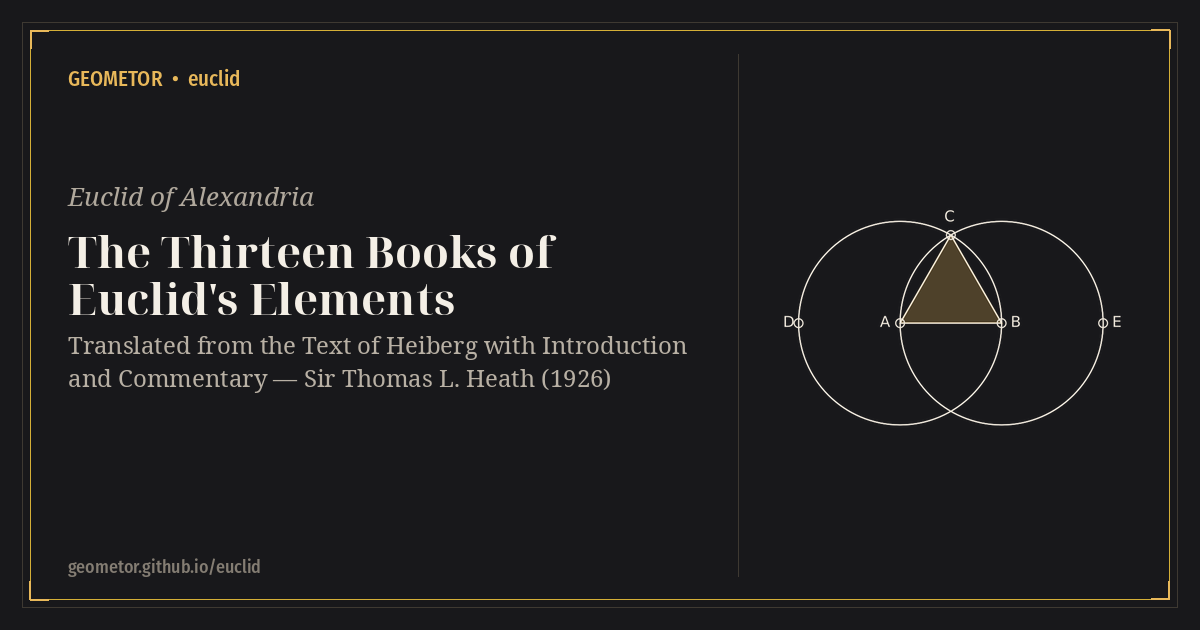 GEOMETOR • euclid
Euclid of Alexandria
The Thirteen Books of
Euclid's Elements
Translated from the Text of Heiberg with Introduction
and Commentary — Sir Thomas L. Heath (1926)
geometor.github.io/euclid
C
D
A
B
E